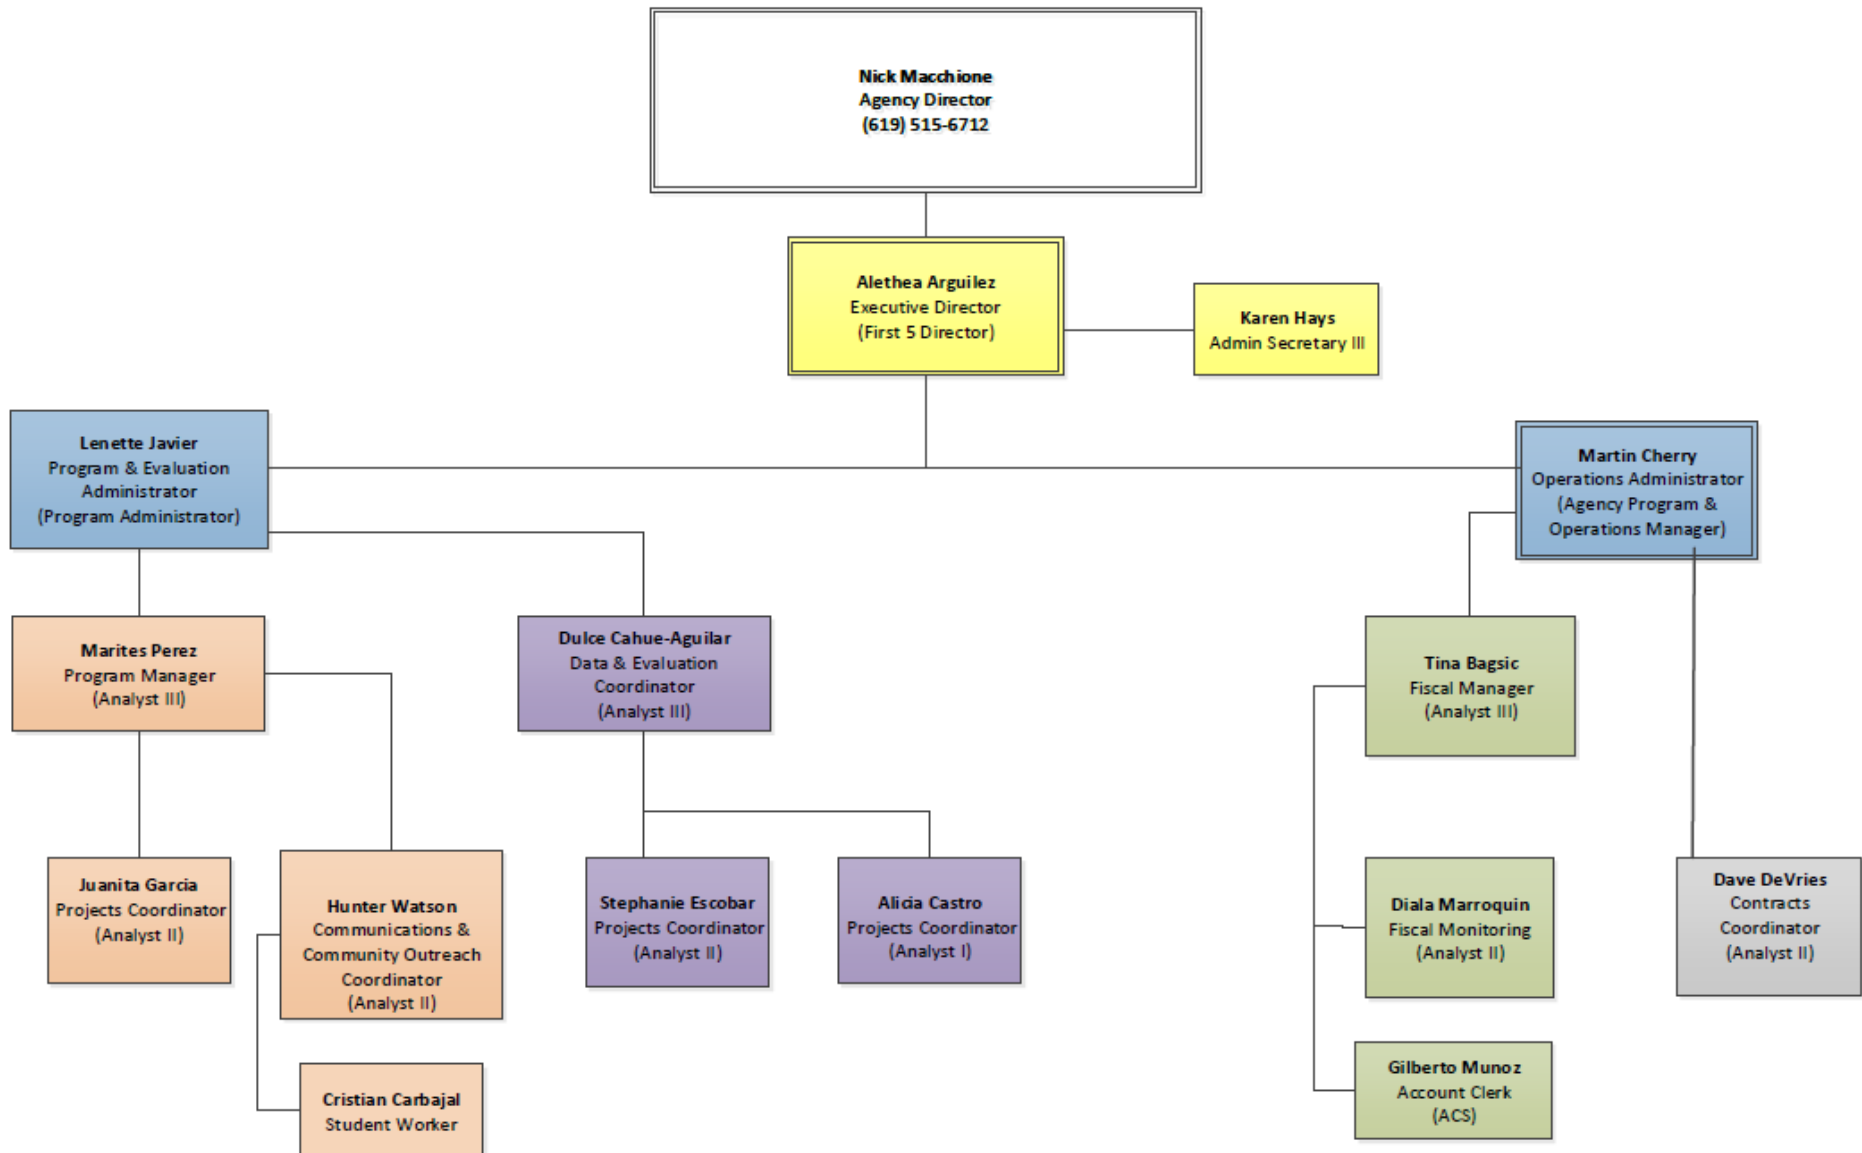 Nick Macchione
Agency Director
(619) 515-6712
Alethea Arguilez
Executive Director
(First 5 Director)
Karen Hays
Admin Secretary III
Lenette Javier
Program & Evaluation
Administrator
(Program Administrator)
Martin Cherry
Operations Administrator
(Agency Program &
Operations Manager)
Marites Perez
Program Manager
(Analyst III)
Dulce Cahue-Aguilar
Data & Evaluation
Coordinator
(Analyst III)
Tina Bagsic
Fiscal Manager
(Analyst III)
Juanita Garcia
Projects Coordinator
(Analyst II)
Hunter Watson
Communications &
Community Outreach
Coordinator
(Analyst II)
Stephanie Escobar
Projects Coordinator
(Analyst II)
Alicia Castro
Projects Coordinator
(Analyst I)
Diala Marroquin
Fiscal Monitoring
(Analyst II)
Dave DeVries
Contracts
Coordinator
(Analyst II)
Cristian Carbajal
Student Worker
Gilberto Munoz
Account Clerk
(ACS)